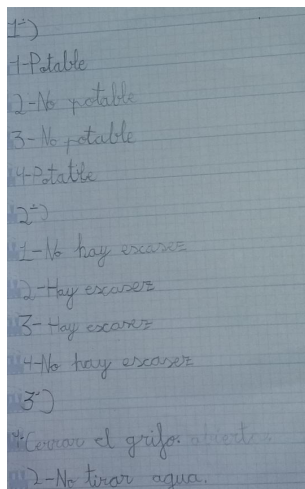 1º)
1-Potable
2-No potable
3-No potable
4-Potable
2º)
1-No hay escasez
2-Hay escasez
3-Hay escasez
4-No hay escasez
3º)
1-Cerrar el grifo.
2-No tirar agua.